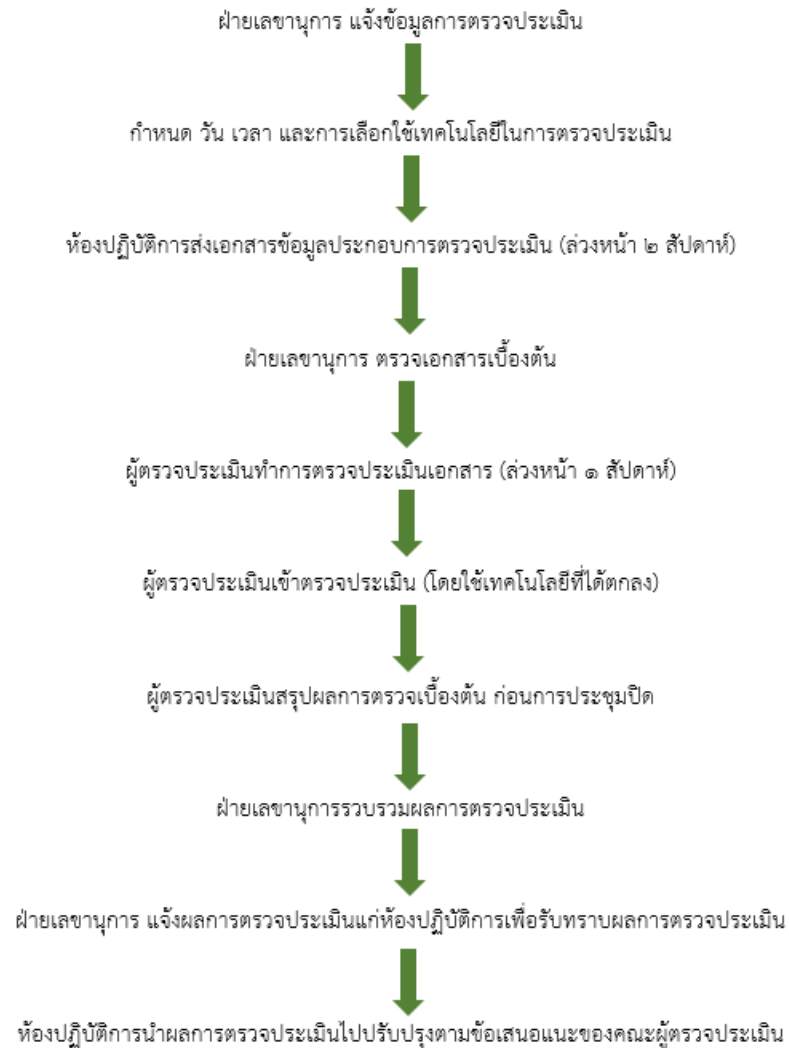 ฝ่ายเลขานุการ แจ้งข้อมูลการตรวจประเมิน
กำหนด วัน เวลา และการเลือกใช้เทคโนโลยีในการตรวจประเมิน
ห้องปฏิบัติการส่งเอกสารข้อมูลประกอบการตรวจประเมิน (ล่วงหน้า ๒ สัปดาห์)
ฝ่ายเลขานุการ ตรวจเอกสารเบื้องต้น
ผู้ตรวจประเมินทำการตรวจประเมินเอกสาร (ล่วงหน้า ๑ สัปดาห์)
ผู้ตรวจประเมินเข้าตรวจประเมิน (โดยใช้เทคโนโลยีที่ได้ตกลง)
ผู้ตรวจประเมินสรุปผลการตรวจเบื้องต้น ก่อนการประชุมปิด
ฝ่ายเลขานุการรวบรวมผลการตรวจประเมิน
ฝ่ายเลขานุการ แจ้งผลการตรวจประเมินแก่ห้องปฏิบัติการเพื่อรับทราบผลการตรวจประเมิน
ห้องปฏิบัติการนำผลการตรวจประเมินไปปรับปรุงตามข้อเสนอแนะของคณะผู้ตรวจประเมิน